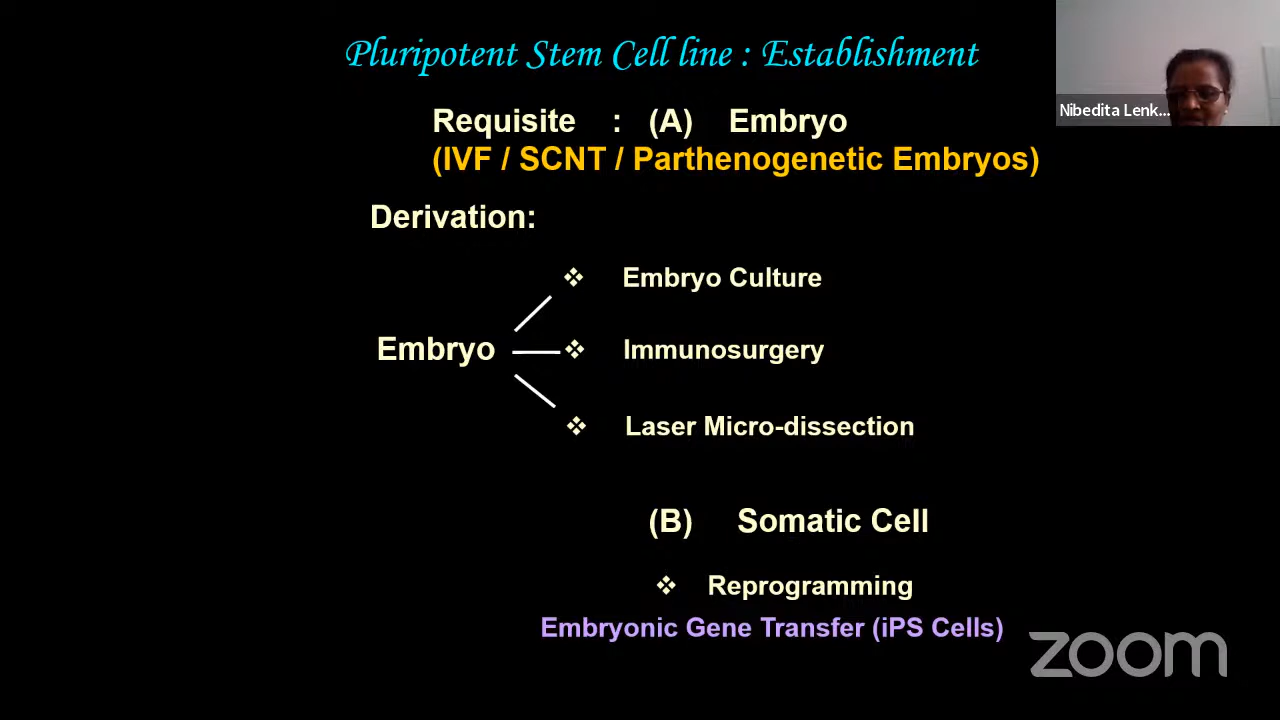 Pluripotent Stem Cell line : Establishment
Nibedita Lenk...
Requisite : (A) Embryo
(IVF / SCNT / Parthenogenetic Embryos)
Derivation:
❖ Embryo Culture
Embryo ❖ Immunosurgery
❖ Laser Micro-dissection
(B) Somatic Cell
❖ Reprogramming
Embryonic Gene Transfer (iPS Cells)
zoom